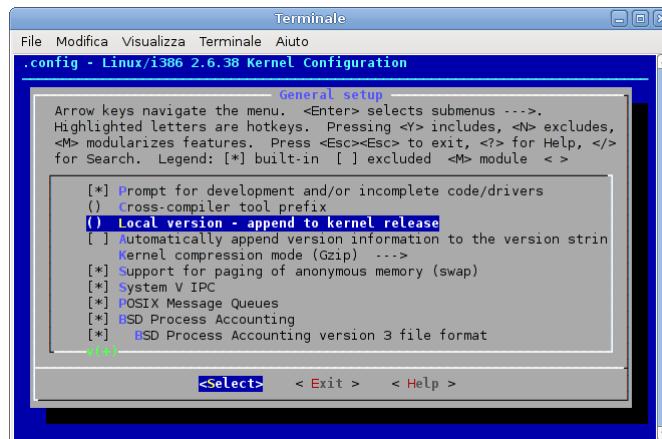 Terminale
File Modifica Visualizza Terminale Aiuto
.config - Linux/i386 2.6.38 Kernel Configuration
General setup
Arrow keys navigate the menu. <Enter> selects submenus --->.
Highlighted letters are hotkeys. Pressing <Y> includes, <N> excludes,
<M> modularizes features. Press <Esc><Esc> to exit, <?> for Help, </>
for Search. Legend: [*] built-in [ ] excluded <M> module < >
[*] Prompt for development and/or incomplete code/drivers
() Cross-compiler tool prefix
() Local version - append to kernel release
[ ] Automatically append version information to the version strin
Kernel compression mode (Gzip) --->
[*] Support for paging of anonymous memory (swap)
[*] System V IPC
[*] POSIX Message Queues
[*] BSD Process Accounting
[*] BSD Process Accounting version 3 file format
v(+)
<Select> < Exit > < Help >